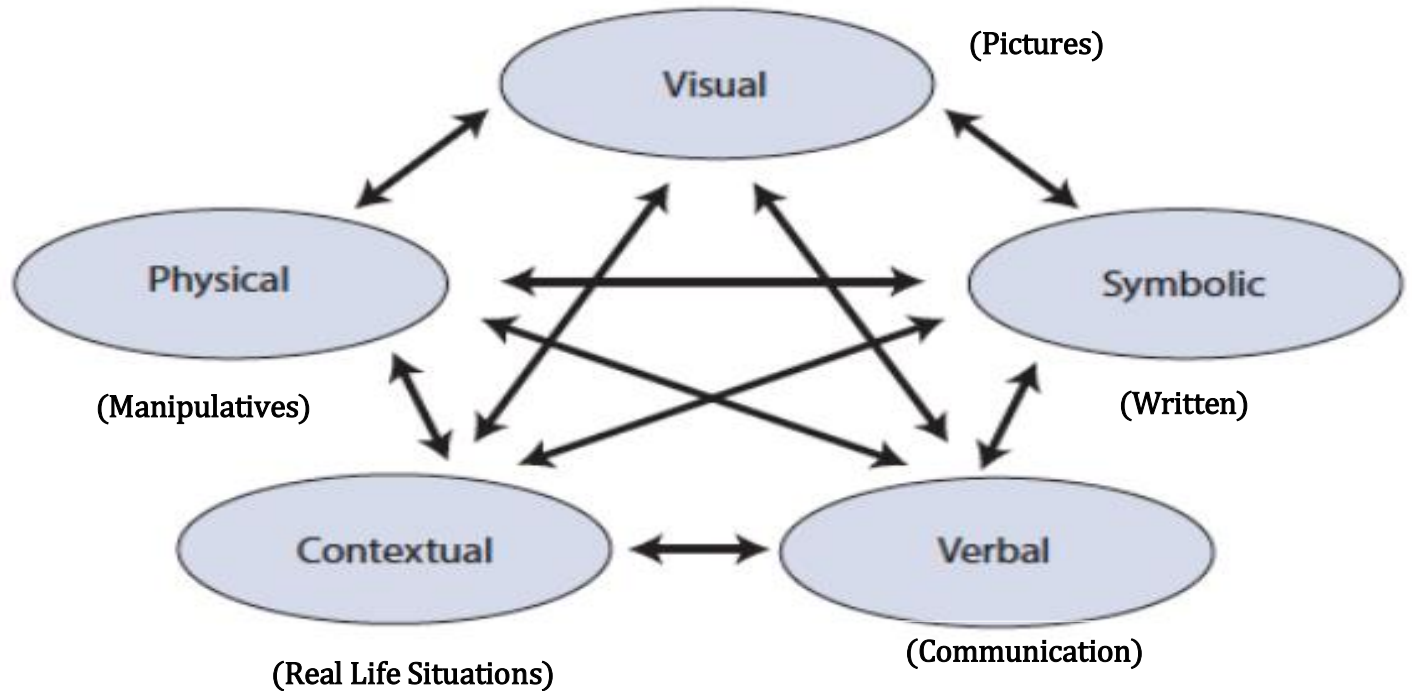 Visual
(Pictures)
Physical
(Manipulatives)
Symbolic
(Written)
Contextual
(Real Life Situations)
Verbal
(Communication)